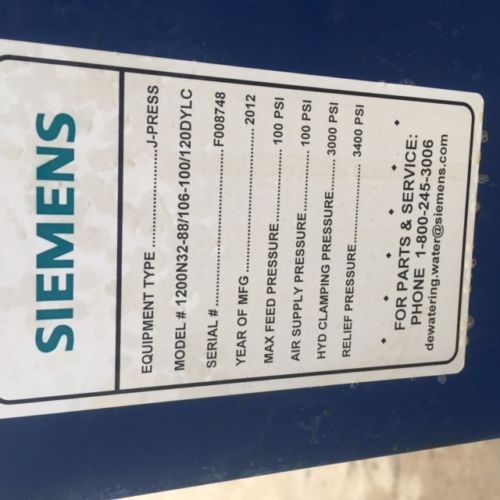 SIEMENS
EQUIPMENT TYPE ..................J-PRESS
MODEL # 1200N32-88/106-100/120DYLC
SERIAL #................................ F008748
YEAR OF MFG ............................ 2012
MAX FEED PRESSURE.............. 100 PSI
AIR SUPPLY PRESSURE........... 100 PSI
HYD CLAMPING PRESSURE..... 3000 PSI
RELIEF PRESSURE................... 3400 PSI
FOR PARTS & SERVICE:
PHONE 1-800-245-3006
dewatering.water@siemens.com